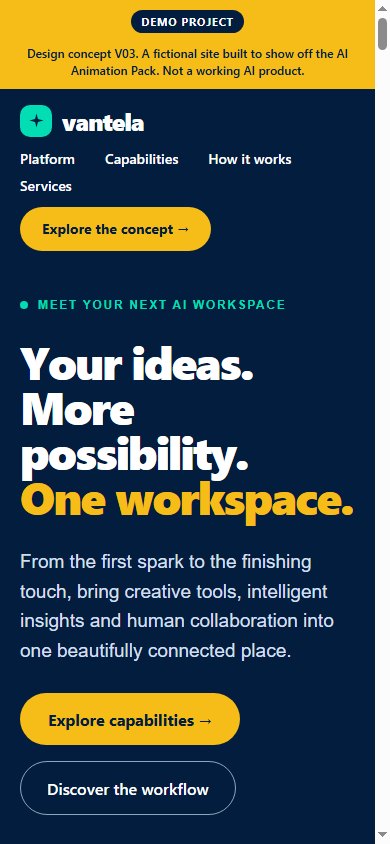 DEMO PROJECT
Design concept V03. A fictional site built to show off the AI
Animation Pack. Not a working AI product.
vantela
Platform Capabilities How it works
Services
Explore the concept →
MEET YOUR NEXT AI WORKSPACE
Your ideas.
More
possibility.
One workspace.
From the first spark to the finishing
touch, bring creative tools, intelligent
insights and human collaboration into
one beautifully connected place.
Explore capabilities →
Discover the workflow